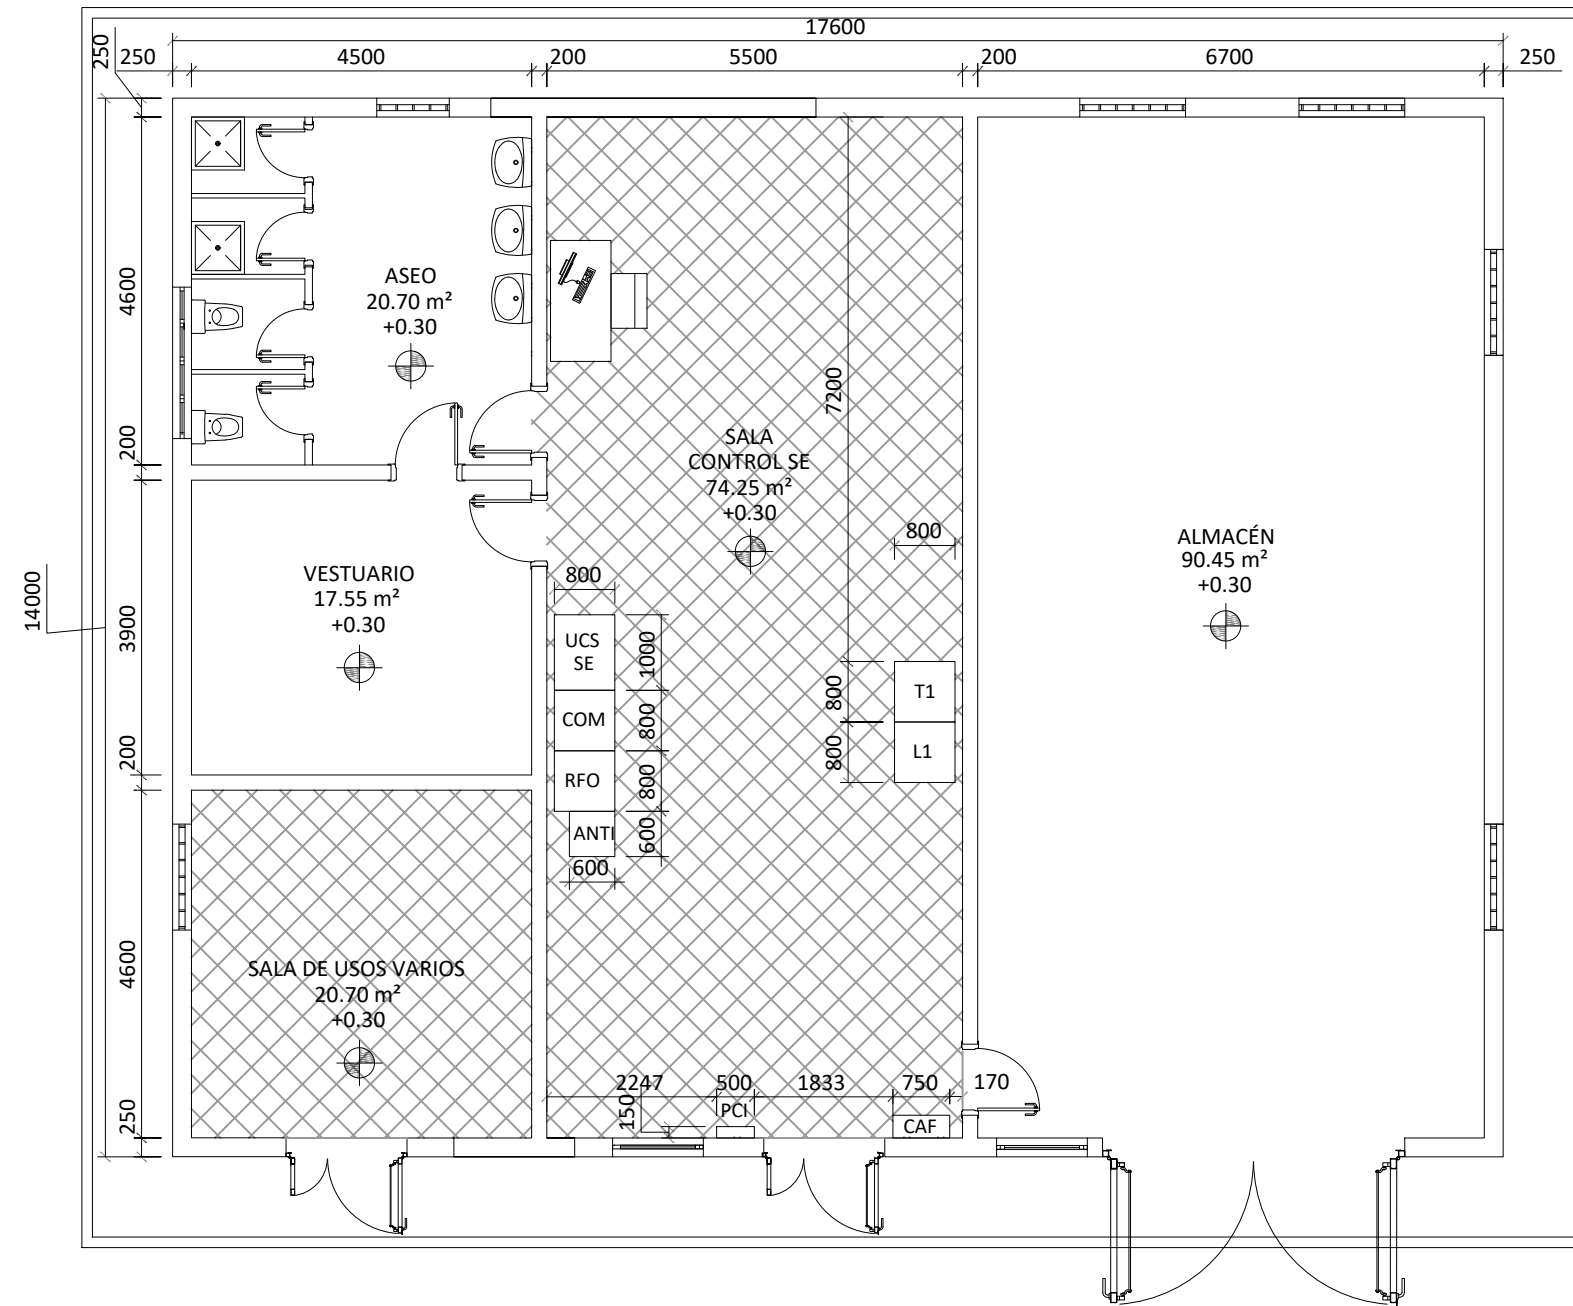 17600
250
250
4500
200
5500
200
6700
250
ASEO
20.70 m²
+0.30
4600
7200
200
SALA
CONTROL SE
74.25 m²
+0.30
800
ALMACÉN
90.45 m²
+0.30
14000
3900
VESTUARIO
17.55 m²
+0.30
800
UCS
SE
1000
COM
800
RFO
800
ANTI
600
600
T1
800
L1
800
200
4600
SALA DE USOS VARIOS
20.70 m²
+0.30
250
2247
500
1833
750
170
150
PCI
CAF